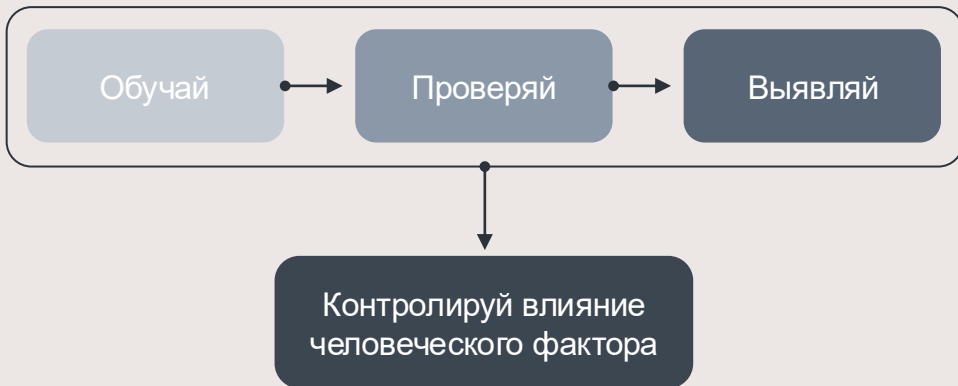 Обучай
Проверяй
Выявляй
Контролируй влияние
человеческого фактора